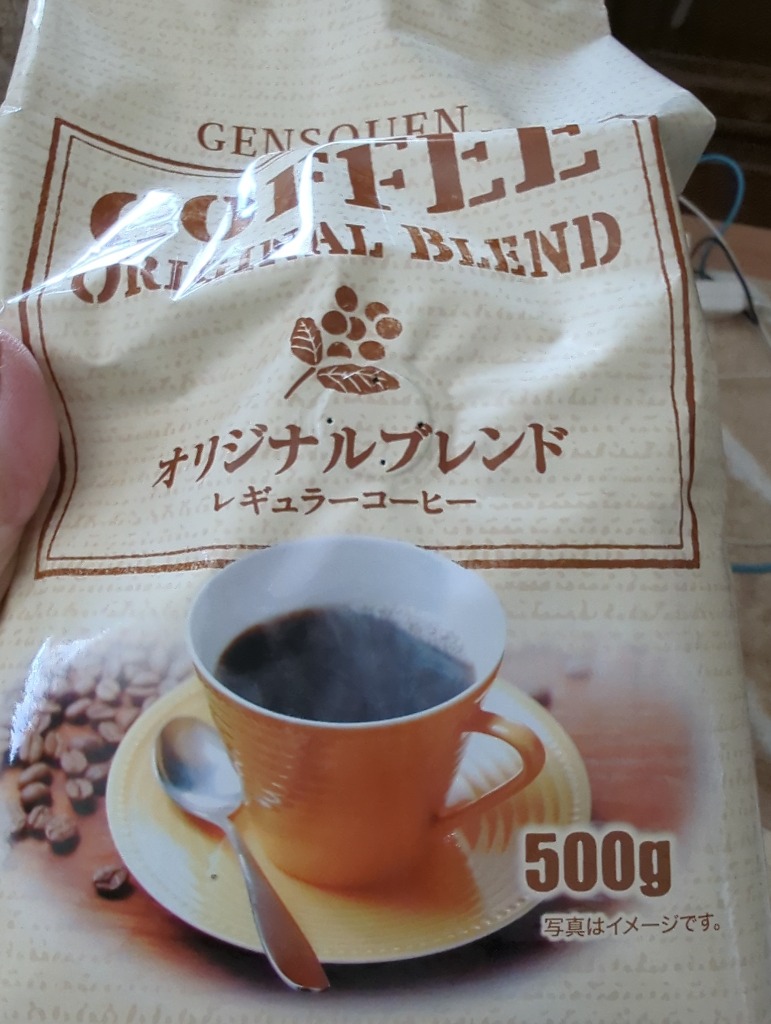 GENSOUEN
COFFEE
ORIGINAL BLEND
オリジナルブレンド
レギュラーコーヒー
500g
写真はイメージです。